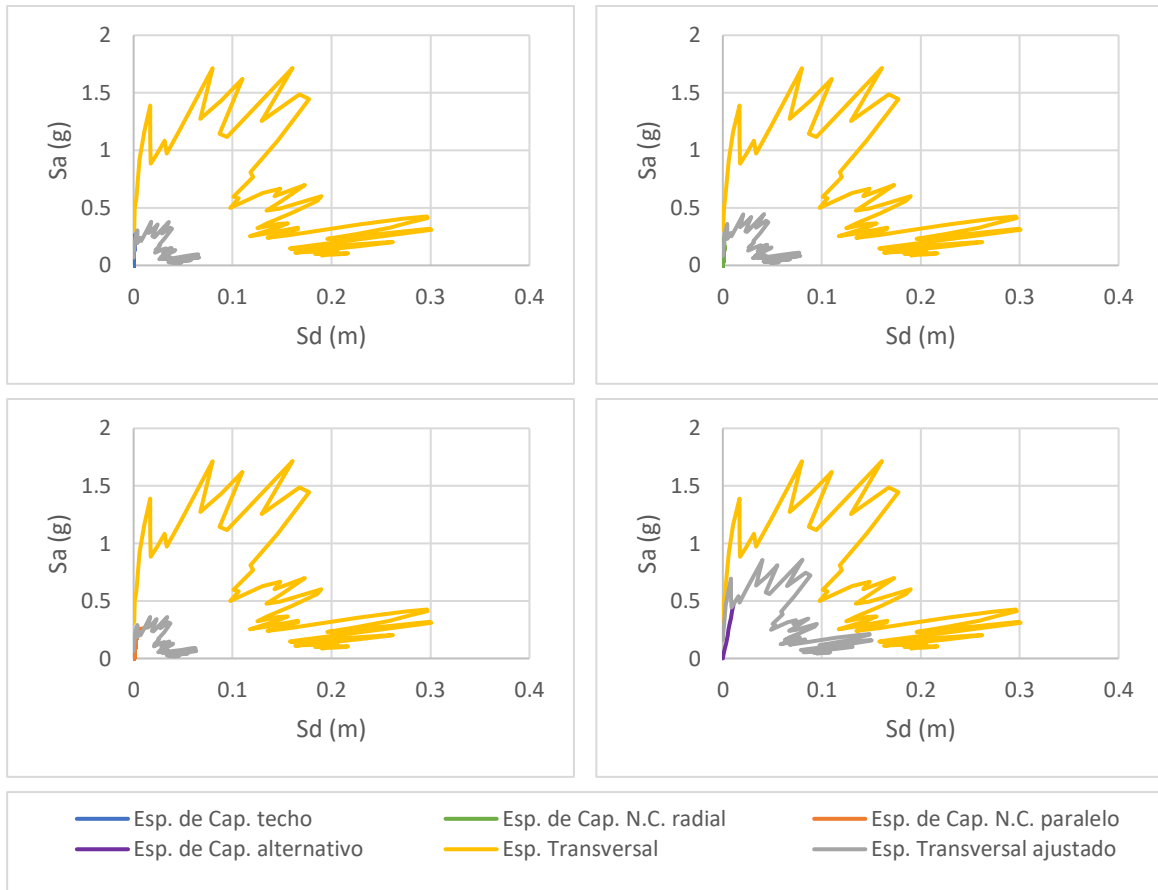 2
1.5
1
0.5
0
Sa (g)
0 0.1 0.2 0.3 0.4
Sd (m)
2
1.5
1
0.5
0
Sa (g)
0 0.1 0.2 0.3 0.4
Sd (m)
2
1.5
1
0.5
0
Sa (g)
0 0.1 0.2 0.3 0.4
Sd (m)
2
1.5
1
0.5
0
Sa (g)
0 0.1 0.2 0.3 0.4
Sd (m)
Esp. de Cap. techo Esp. de Cap. N.C. radial Esp. de Cap. N.C. paralelo
Esp. de Cap. alternativo Esp. Transversal Esp. Transversal ajustado